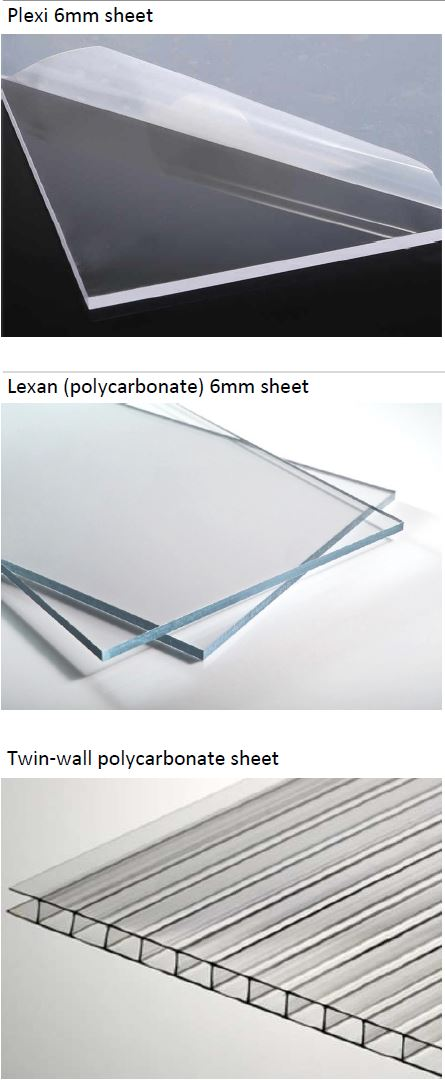 Plexi 6mm sheet
Lexan (polycarbonate) 6mm sheet
Twin-wall polycarbonate sheet